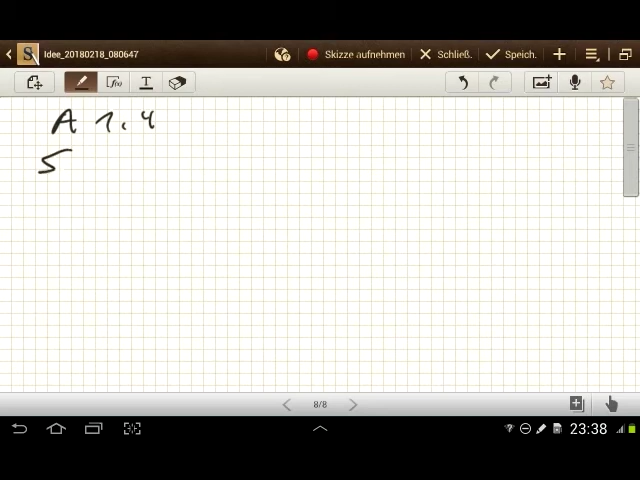 Idee_20180218_080647 Skizze aufnehmen Schließ. Speich.
f(x) T
A 1.4
5
8/8
23:38